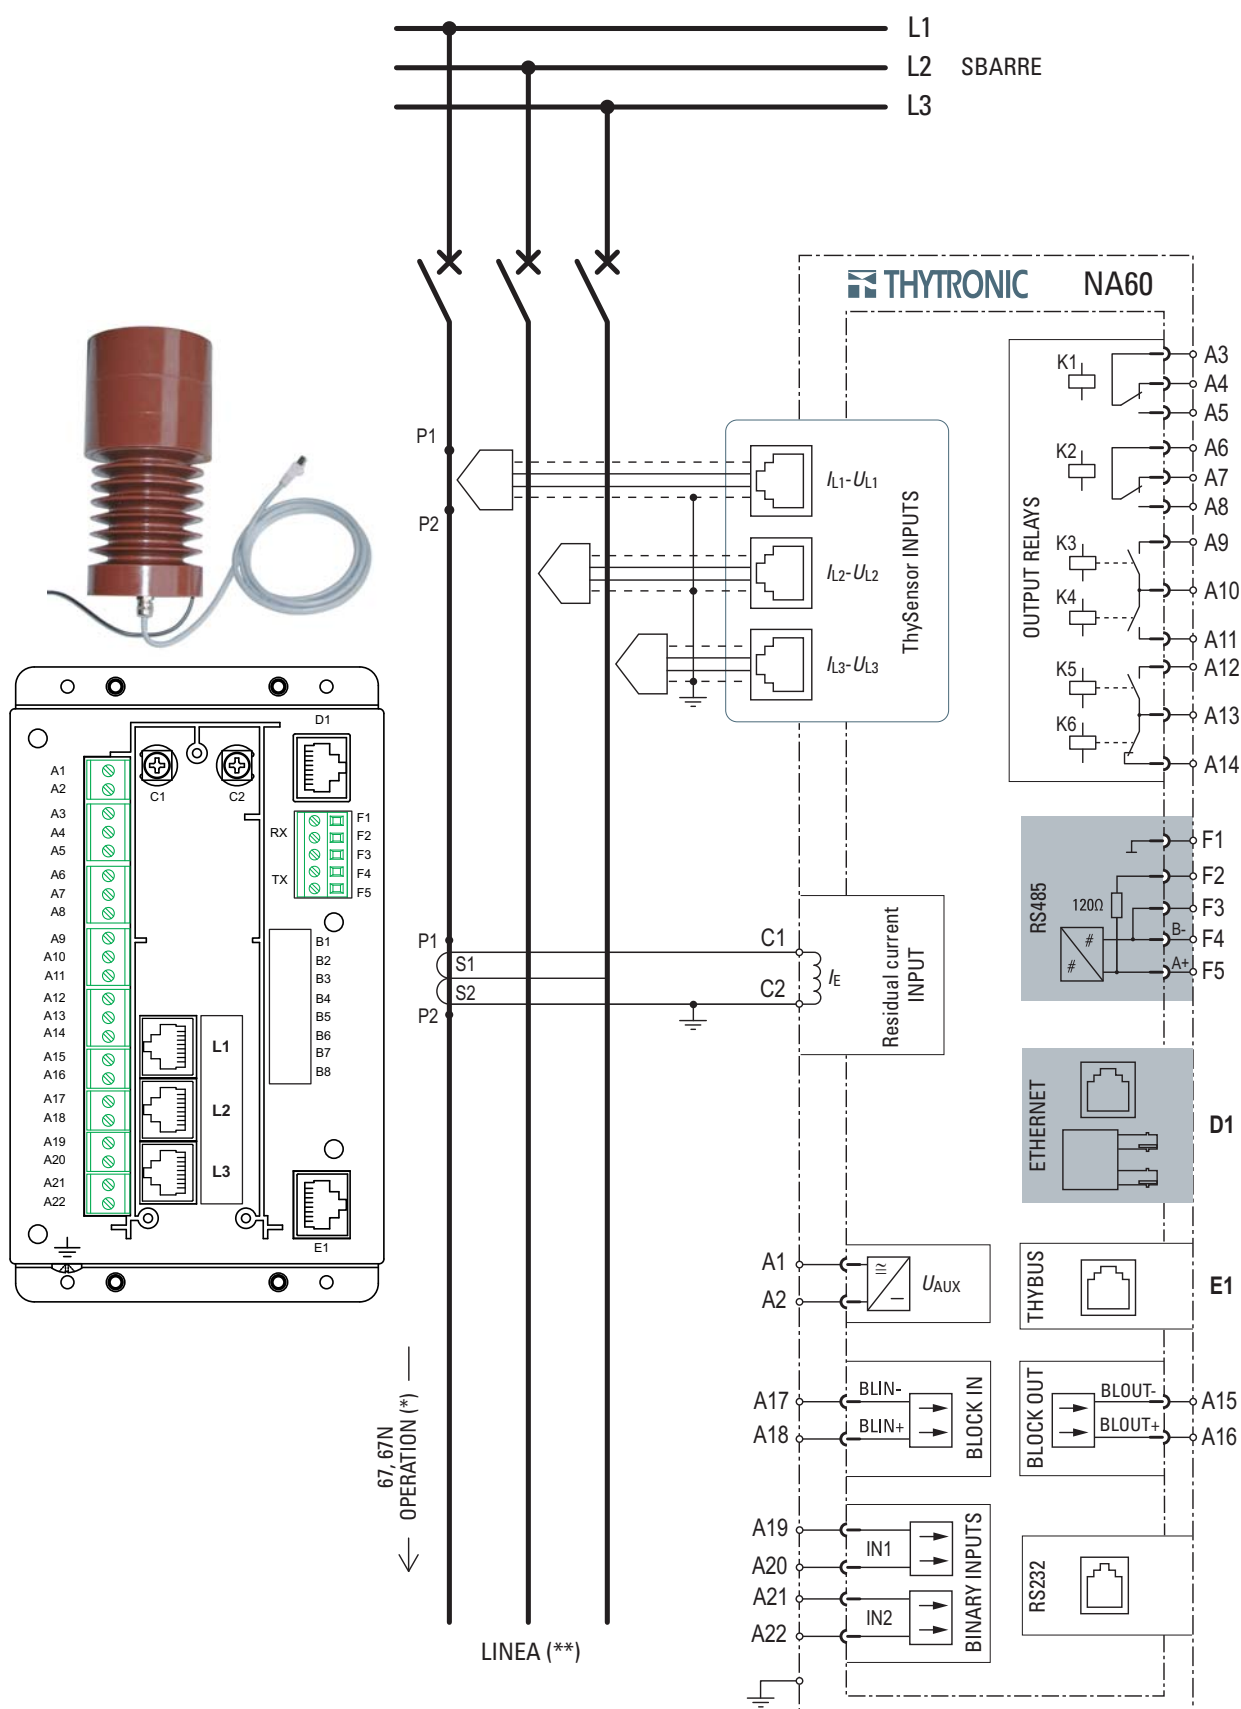 L1
L2 SBARRE
L3
THYTRONIC NA60
P1
P2
ThySensor INPUTS
IL1-UL1
IL2-UL2
IL3-UL3
OUTPUT RELAYS
K1
K2
K3
K4
K5
K6
A3
A4
A5
A6
A7
A8
A9
A10
A11
A12
A13
A14
D1
C1 C2
A1
A2
A3
A4
A5
A6
A7
A8
A9
A10
A11
A12
A13
A14
A15
A16
A17
A18
A19
A20
A21
A22
RX
TX
F1
F2
F3
F4
F5
B1
B2
B3
B4
B5
B6
B7
B8
L1
L2
L3
E1
P1
S1
S2
P2
C1
C2
IE
Residual current
INPUT
RS485
120Ω
#
#
B-
A+
F1
F2
F3
F4
F5
ETHERNET
D1
A1
A2
≅
UAUX
THYBUS
E1
A17
A18
BLIN-
BLIN+
BLOCK IN
BLOCK OUT
BLOUT-
BLOUT+
A15
A16
A19
A20
A21
A22
IN1
IN2
BINARY INPUTS
RS232
67, 67N
OPERATION (*)
LINEA (**)